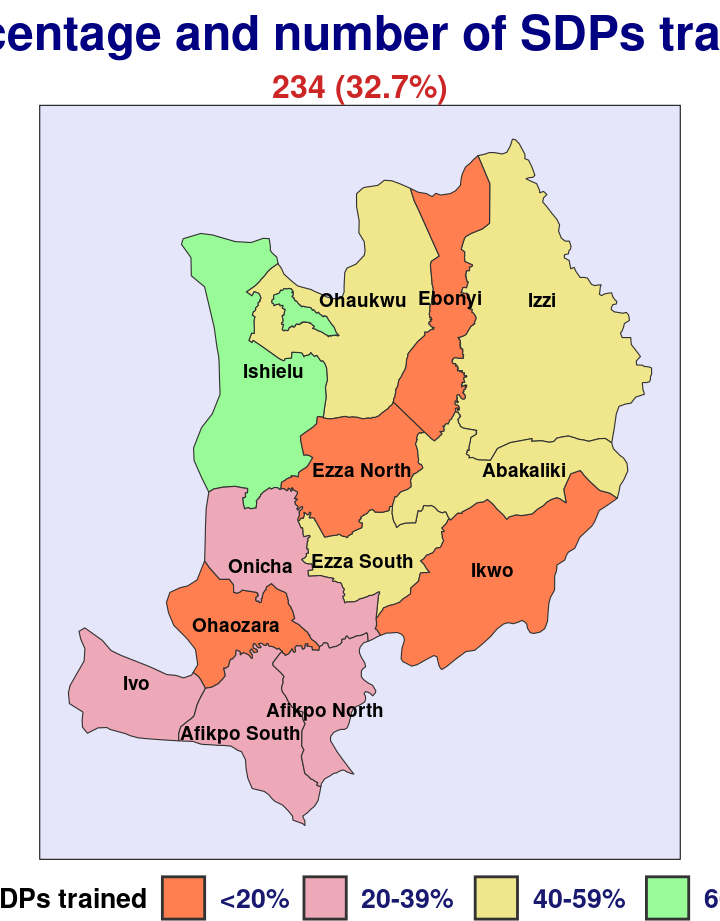 centage and number of SDPs tra
234 (32.7%)
Ohaukwu
Ebonyi
Izzi
Ishielu
Ezza North
Abakaliki
Onicha
Ezza South
Ikwo
Ohaozara
Ivo
Afikpo North
Afikpo South
DPs trained <20% 20-39% 40-59% 6